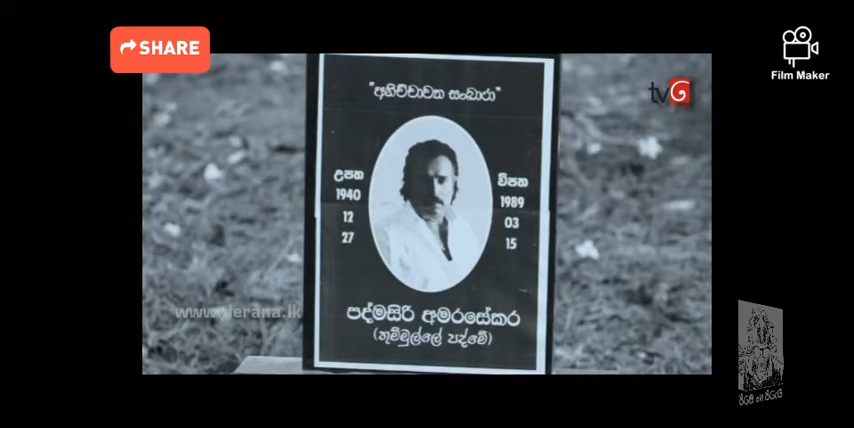 SHARE
Film Maker
tv
"අනිච්චාවත සංඛාරා"
උපත
1940
12
27
විපත
1989
03
15
www.derana.lk
පද්මසිරි අමරසේකර
(තුම්මුල්ලේ පද්මේ)